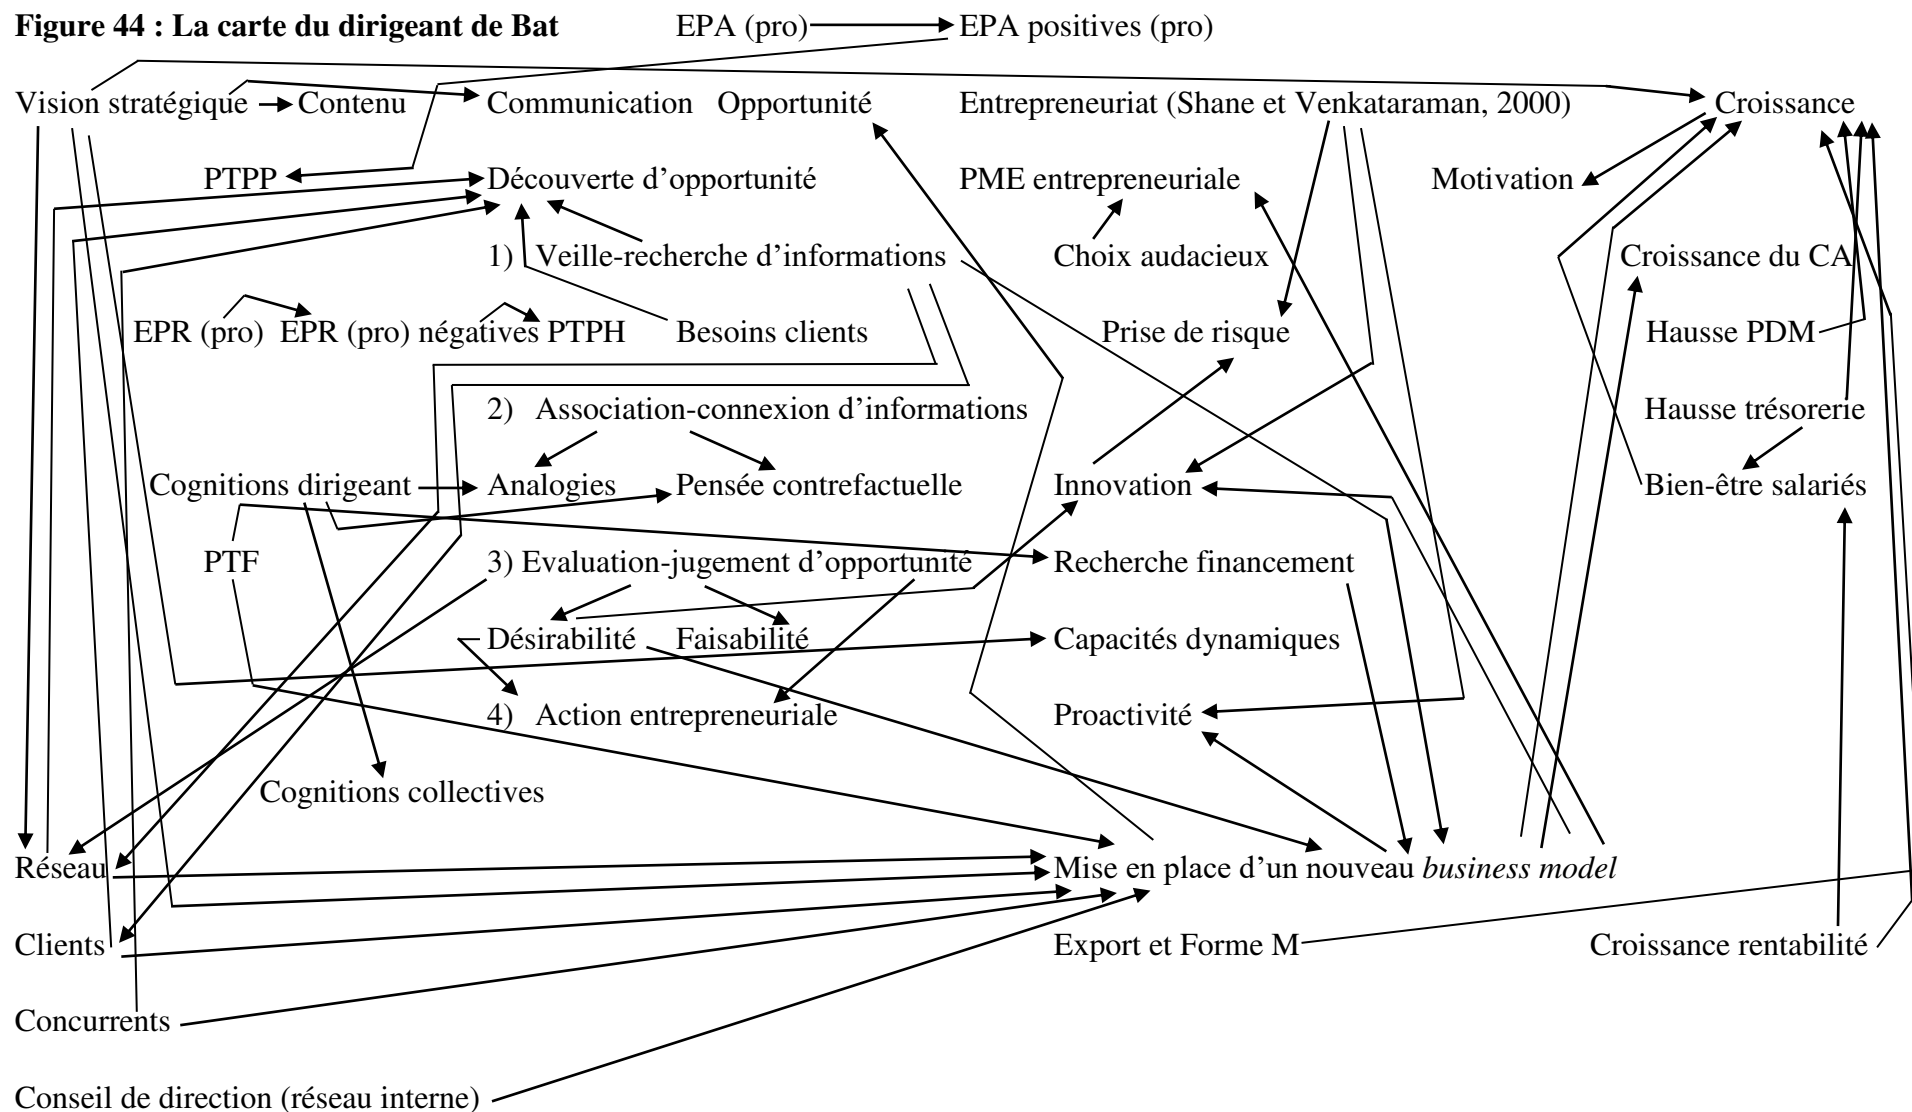 Figure 44 : La carte du dirigeant de Bat EPA (pro) EPA positives (pro)
Vision stratégique Contenu Communication Opportunité Entrepreneuriat (Shane et Venkataraman, 2000) Croissance
PTPP Découverte d’opportunité PME entrepreneuriale Motivation
1) Veille-recherche d’informations Choix audacieux Croissance du CA
EPR (pro) EPR (pro) négatives PTPH Besoins clients Prise de risque Hausse PDM
2) Association-connexion d’informations Hausse trésorerie
Cognitions dirigeant Analogies Pensée contrefactuelle Innovation Bien-être salariés
PTF 3) Evaluation-jugement d’opportunité Recherche financement
Désirabilité Faisabilité Capacités dynamiques
4) Action entrepreneuriale Proactivité
Cognitions collectives
Réseau Mise en place d’un nouveau business model
Clients Export et Forme M Croissance rentabilité
Concurrents
Conseil de direction (réseau interne)